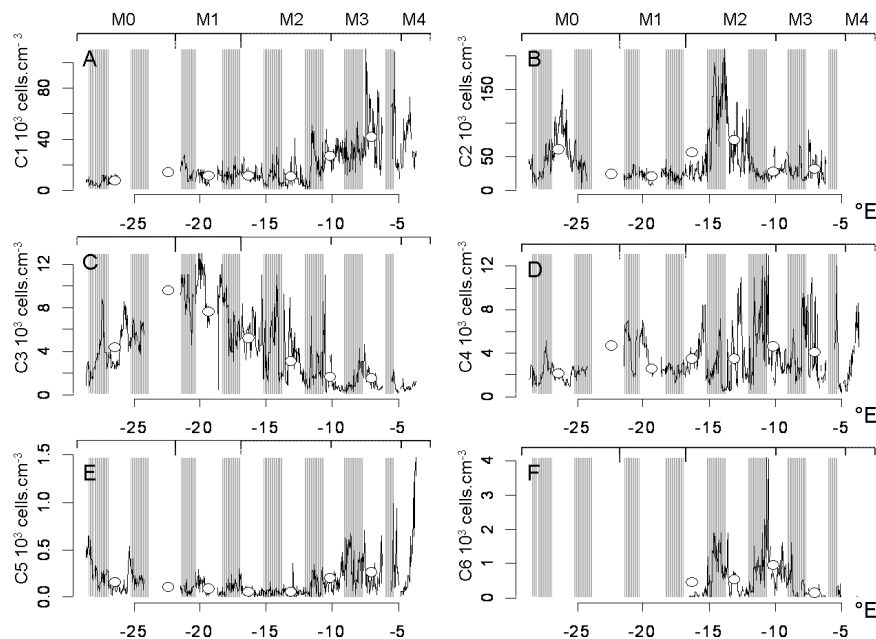 M0 M1 M2 M3 M4 M0 M1 M2 M3 M4
A
C1 10³ cells.cm⁻³
80
40
0
-25 -20 -15 -10 -5
B
C2 10³ cells.cm⁻³
150
50
0
-25 -20 -15 -10 -5 °E
C
C3 10³ cells.cm⁻³
12
8
4
0
-25 -20 -15 -10 -5
D
C4 10³ cells.cm⁻³
12
8
4
0
-25 -20 -15 -10 -5 °E
E
C5 10³ cells.cm⁻³
1.5
1.0
0.5
0.0
-25 -20 -15 -10 -5
F
C6 10³ cells.cm⁻³
4
3
2
1
0
-25 -20 -15 -10 -5 °E